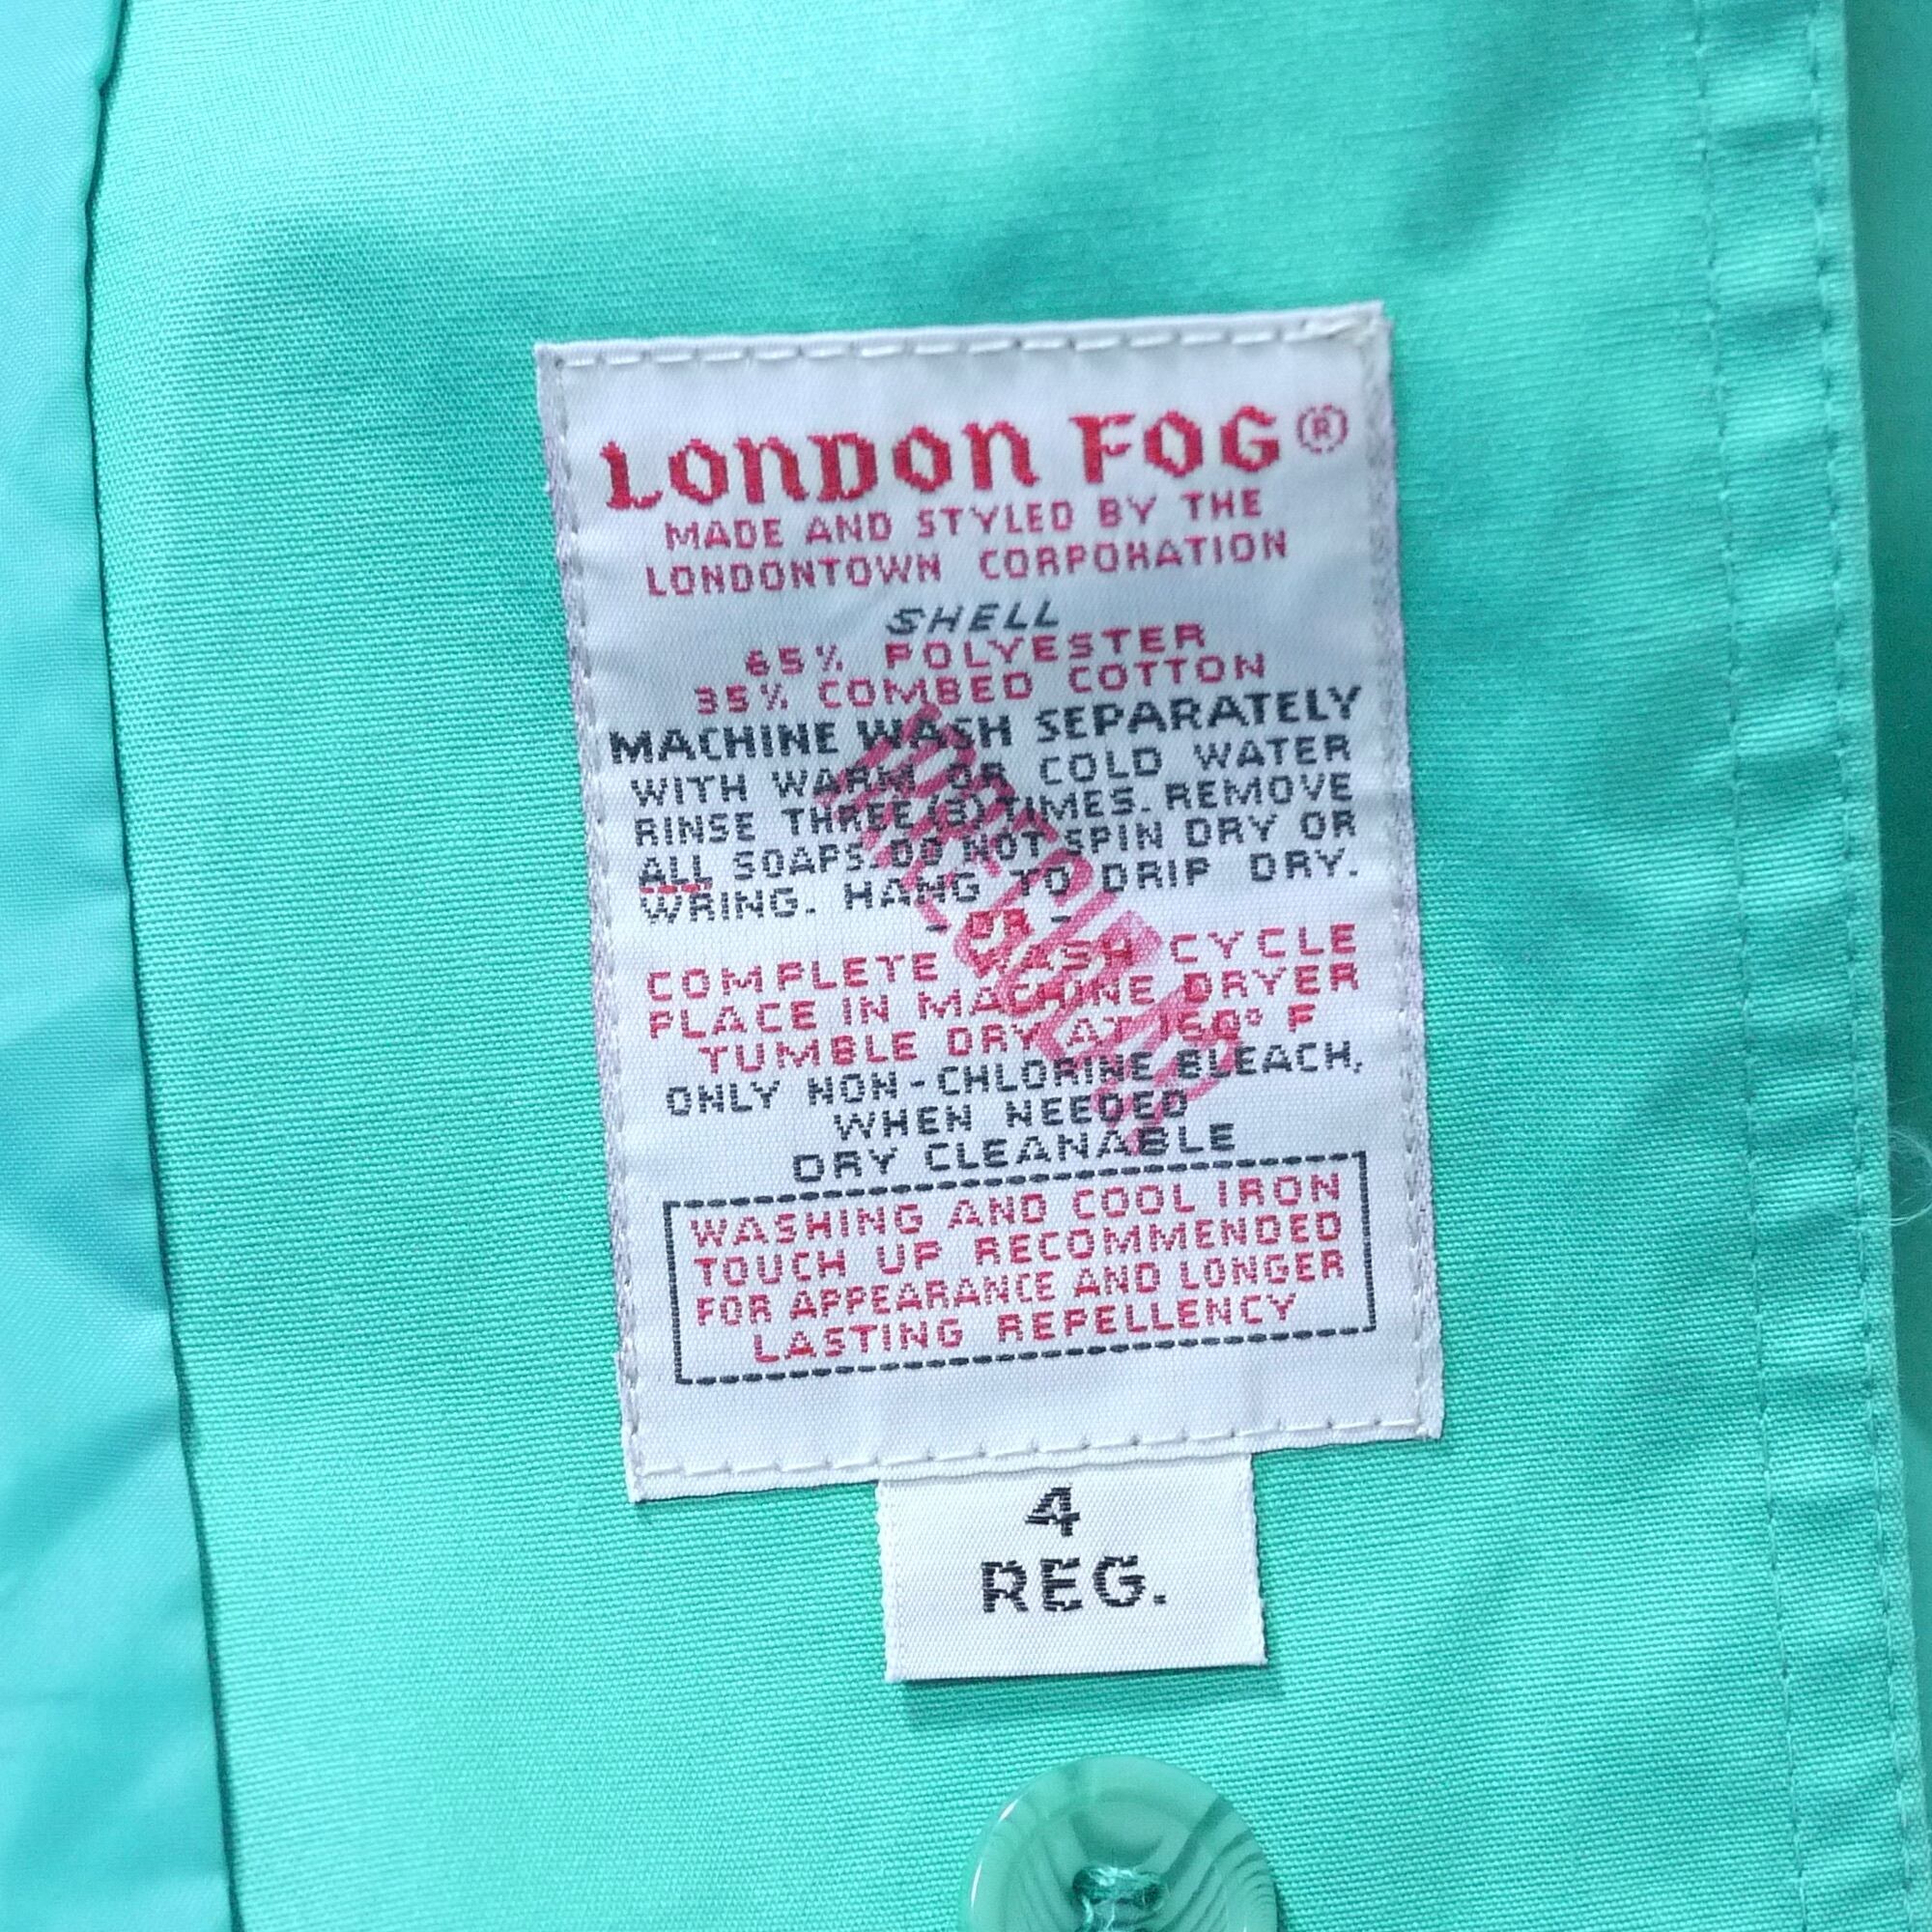 LONDON FOG®
MADE AND STYLED BY THE
LONDONTOWN CORPORATION
SHELL
65% POLYESTER
35% COMBED COTTON
MACHINE WASH SEPARATELY
WITH WARM OR COLD WATER
RINSE THREE (3) TIMES. REMOVE
ALL SOAPS. DO NOT SPIN DRY OR
WRING. HANG TO DRIP DRY.
- OR -
COMPLETE WASH CYCLE
PLACE IN MACHINE DRYER
TUMBLE DRY AT 160° F
ONLY NON-CHLORINE BLEACH,
WHEN NEEDED
DRY CLEANABLE
WASHING AND COOL IRON
TOUCH UP RECOMMENDED
FOR APPEARANCE AND LONGER
LASTING REPELLENCY
4
REG.